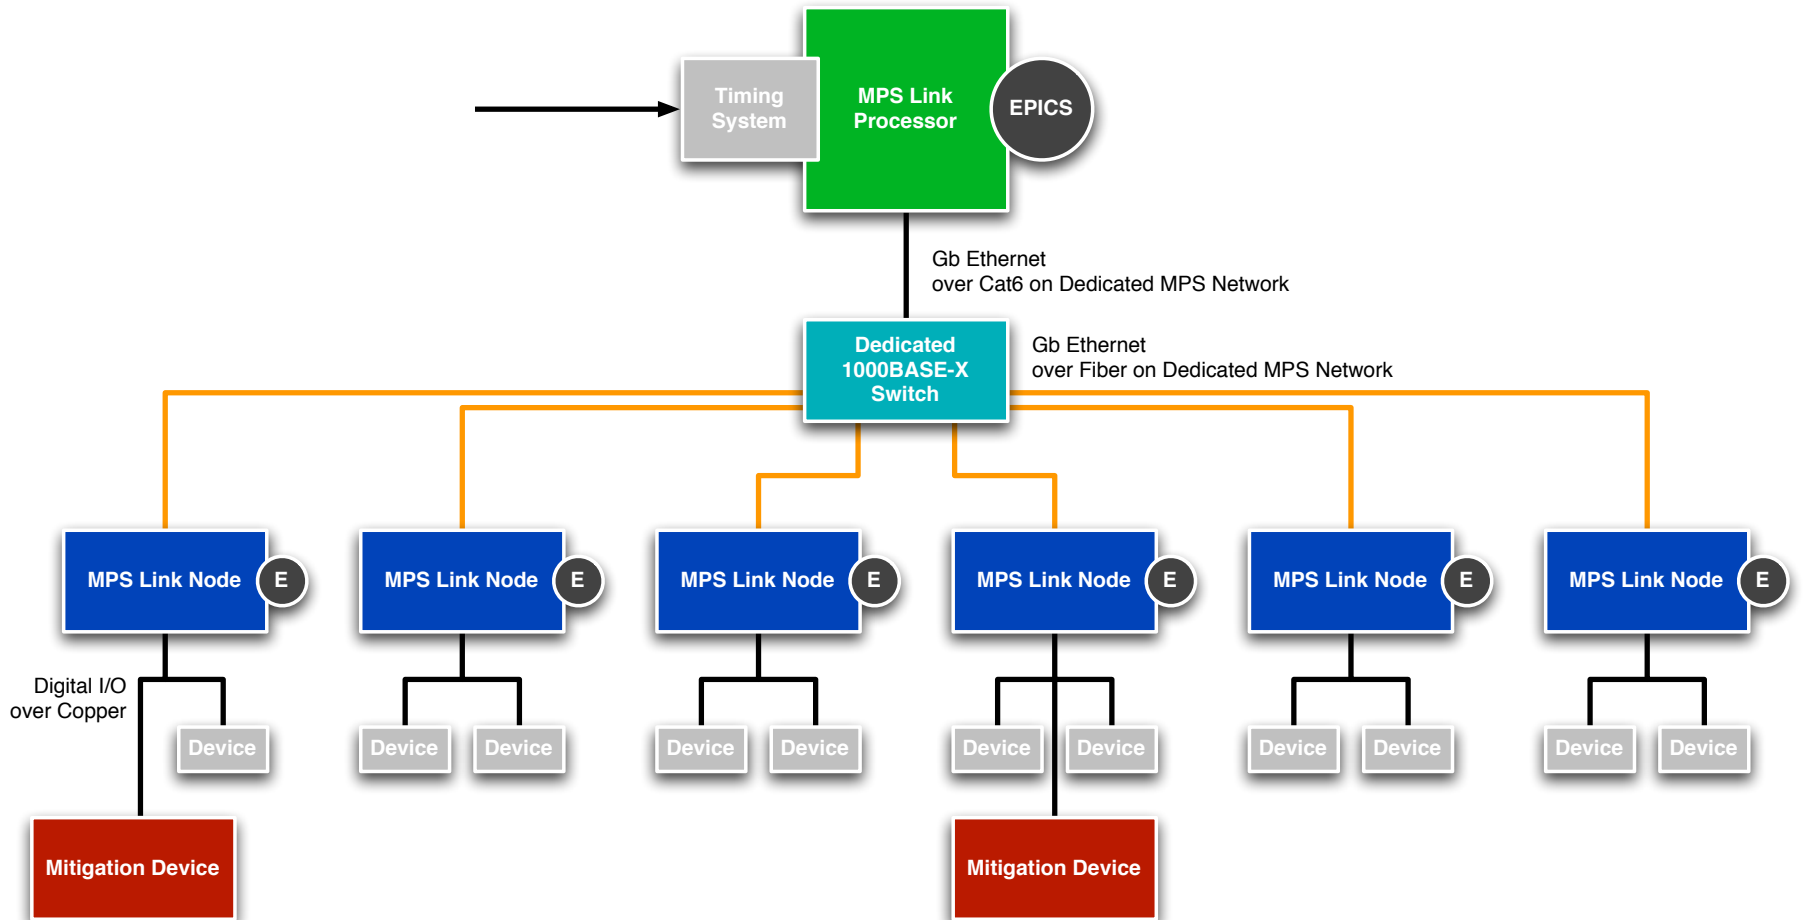 Timing
System
MPS Link
Processor
EPICS
Gb Ethernet
over Cat6 on Dedicated MPS Network
Dedicated
1000BASE-X
Switch
Gb Ethernet
over Fiber on Dedicated MPS Network
MPS Link Node
E
MPS Link Node
E
MPS Link Node
E
MPS Link Node
E
MPS Link Node
E
MPS Link Node
E
Digital I/O
over Copper
Device
Device
Device
Device
Device
Device
Device
Device
Device
Device
Device
Mitigation Device
Mitigation Device